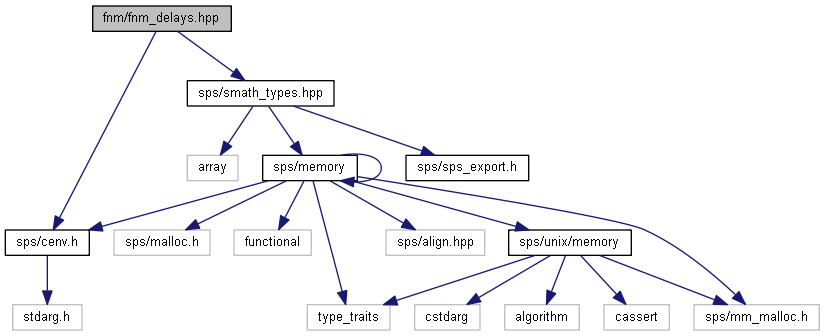 fnm/fnm_delays.hpp
sps/smath_types.hpp
array
sps/memory
sps/sps_export.h
sps/cenv.h
sps/malloc.h
functional
sps/align.hpp
sps/unix/memory
stdarg.h
type_traits
cstdarg
algorithm
cassert
sps/mm_malloc.h